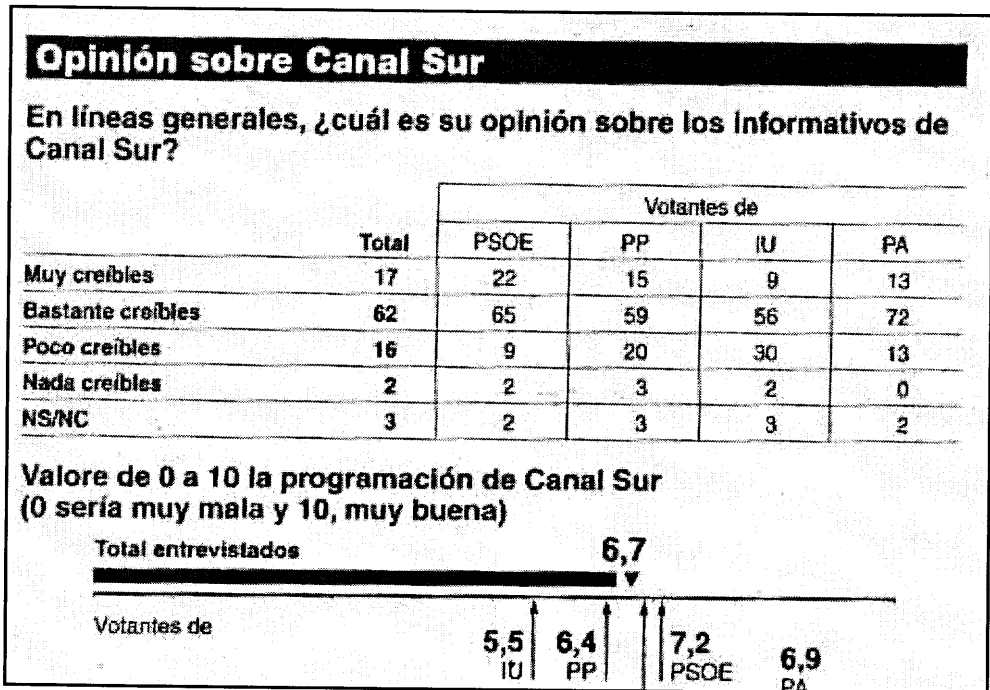 Opinión sobre Canal Sur
En líneas generales, ¿cuál es su opinión sobre los informativos de
Canal Sur?
Votantes de
Total PSOE PP IU PA
Muy creíbles 17 22 15 9 13
Bastante creíbles 62 65 59 56 72
Poco creíbles 16 9 20 30 13
Nada creíbles 2 2 3 2 0
NS/NC 3 2 3 3 2
Valore de 0 a 10 la programación de Canal Sur
(0 sería muy mala y 10, muy buena)
Total entrevistados 6,7
Votantes de
5,5 6,4 7,2 6,9
IU PP PSOE PA